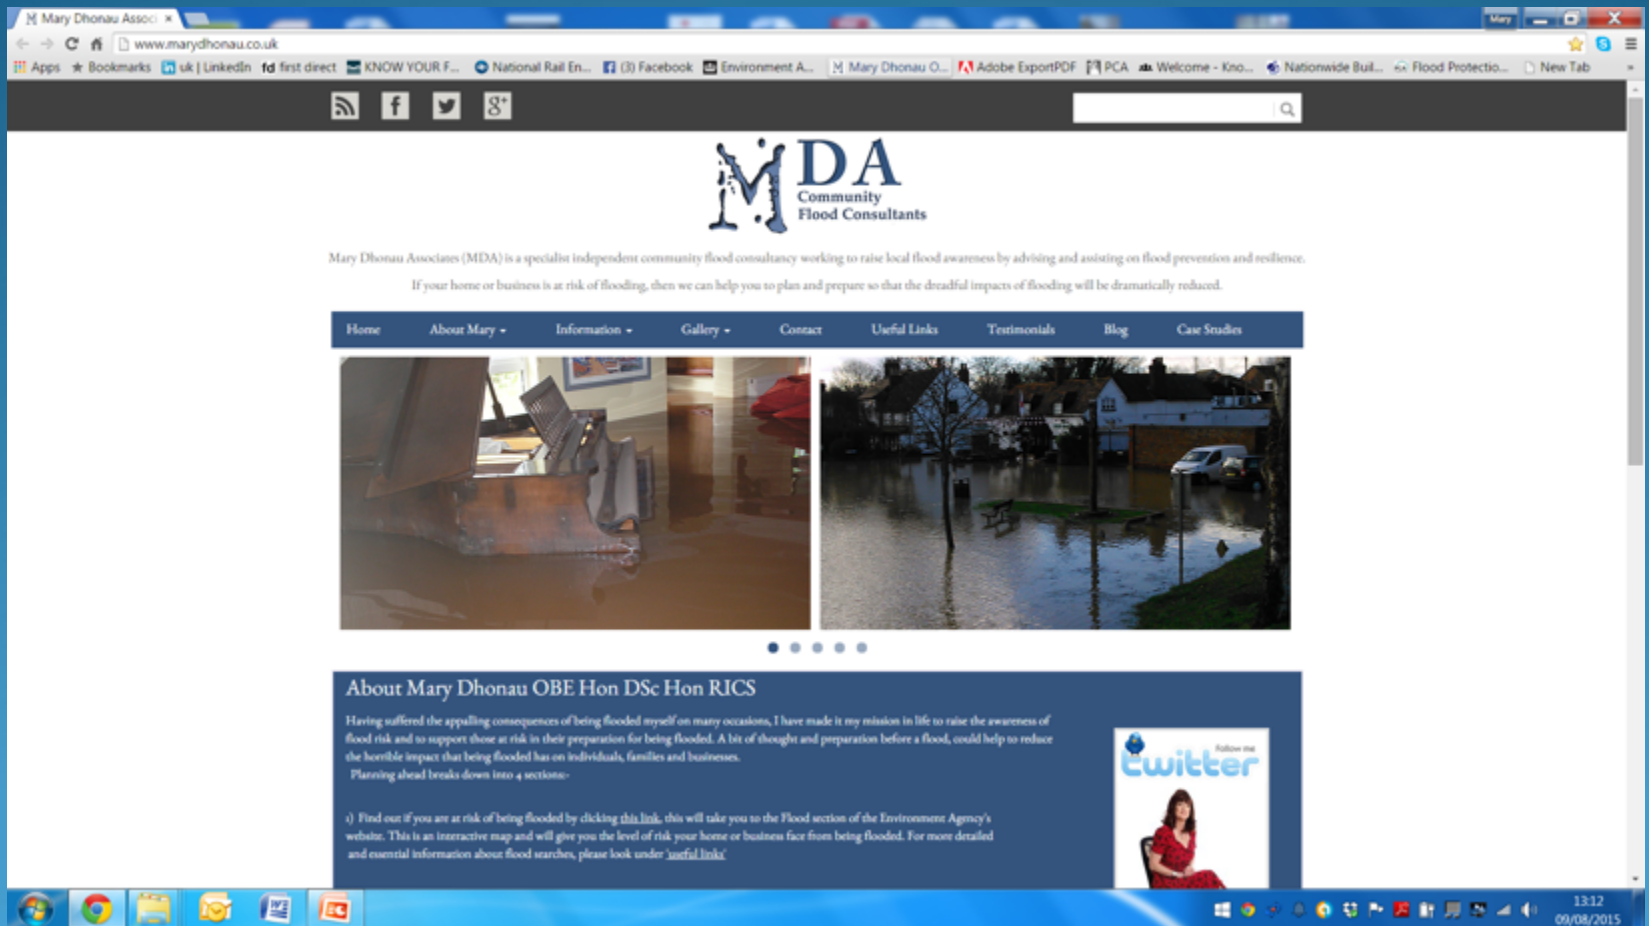 Mary Dhonau Associ
Mary
www.marydhonau.co.uk
Apps Bookmarks uk | LinkedIn fd first direct KNOW YOUR F... National Rail En... (3) Facebook Environment A... Mary Dhonau O... Adobe ExportPDF PCA Welcome - Kno... Nationwide Buil... Flood Protectio... New Tab »
MDA
Community
Flood Consultants
Mary Dhonau Associates (MDA) is a specialist independent community flood consultancy working to raise local flood awareness by advising and assisting on flood prevention and resilience.
If your home or business is at risk of flooding, then we can help you to plan and prepare so that the dreadful impacts of flooding will be dramatically reduced.
Home About Mary Information Gallery Contact Useful Links Testimonials Blog Case Studies
About Mary Dhonau OBE Hon DSc Hon RICS
Having suffered the appalling consequences of being flooded myself on many occasions, I have made it my mission in life to raise the awareness of
flood risk and to support those at risk in their preparation for being flooded. A bit of thought and preparation before a flood, could help to reduce
the horrible impact that being flooded has on individuals, families and businesses.
Planning ahead breaks down into 4 sections:-
follow me
twitter
1) Find out if you are at risk of being flooded by clicking this link, this will take you to the Flood section of the Environment Agency's
website. This is an interactive map and will give you the level of risk your home or business face from being flooded. For more detailed
and essential information about flood searches, please look under 'useful links'
13:12
09/08/2015